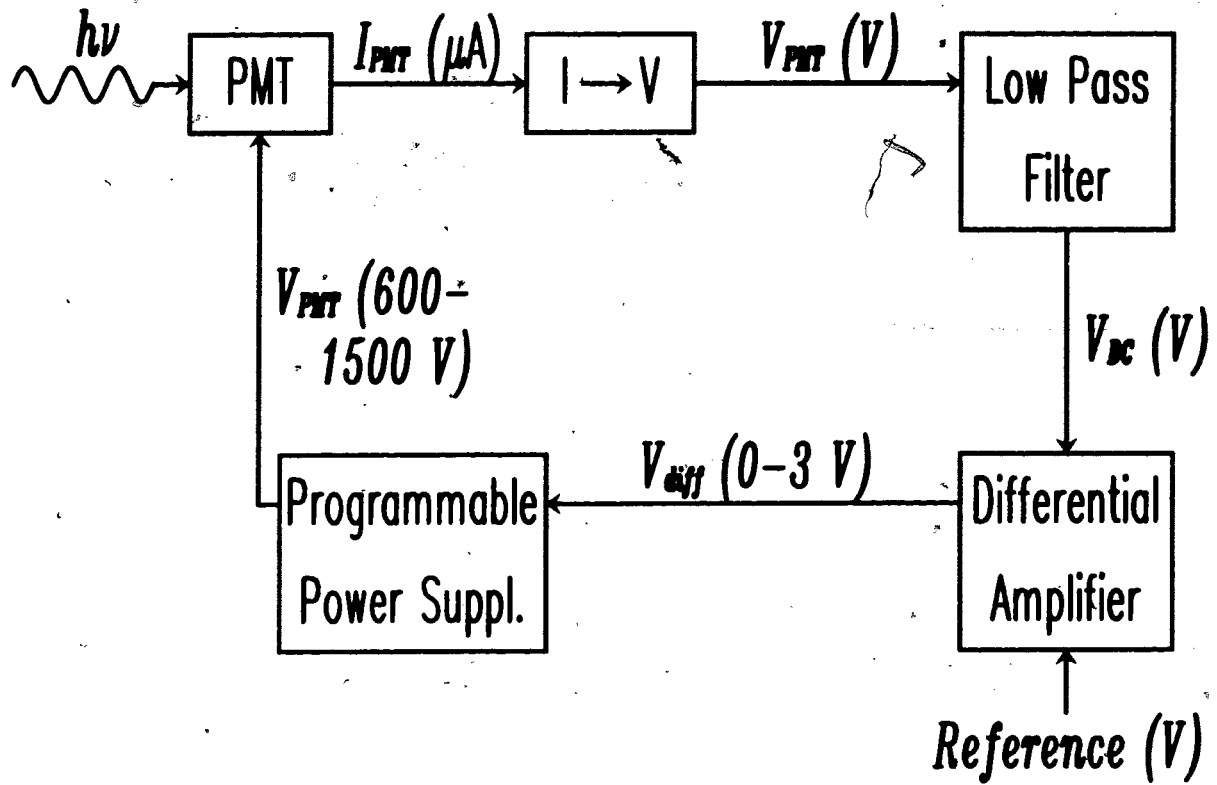 hν
PMT
I_PMT (μA)
I → V
V_PMT (V)
Low Pass
Filter
V_DC (V)
Differential
Amplifier
Reference (V)
V_diff (0-3 V)
Programmable
Power Suppl.
V_PMT (600-
1500 V)